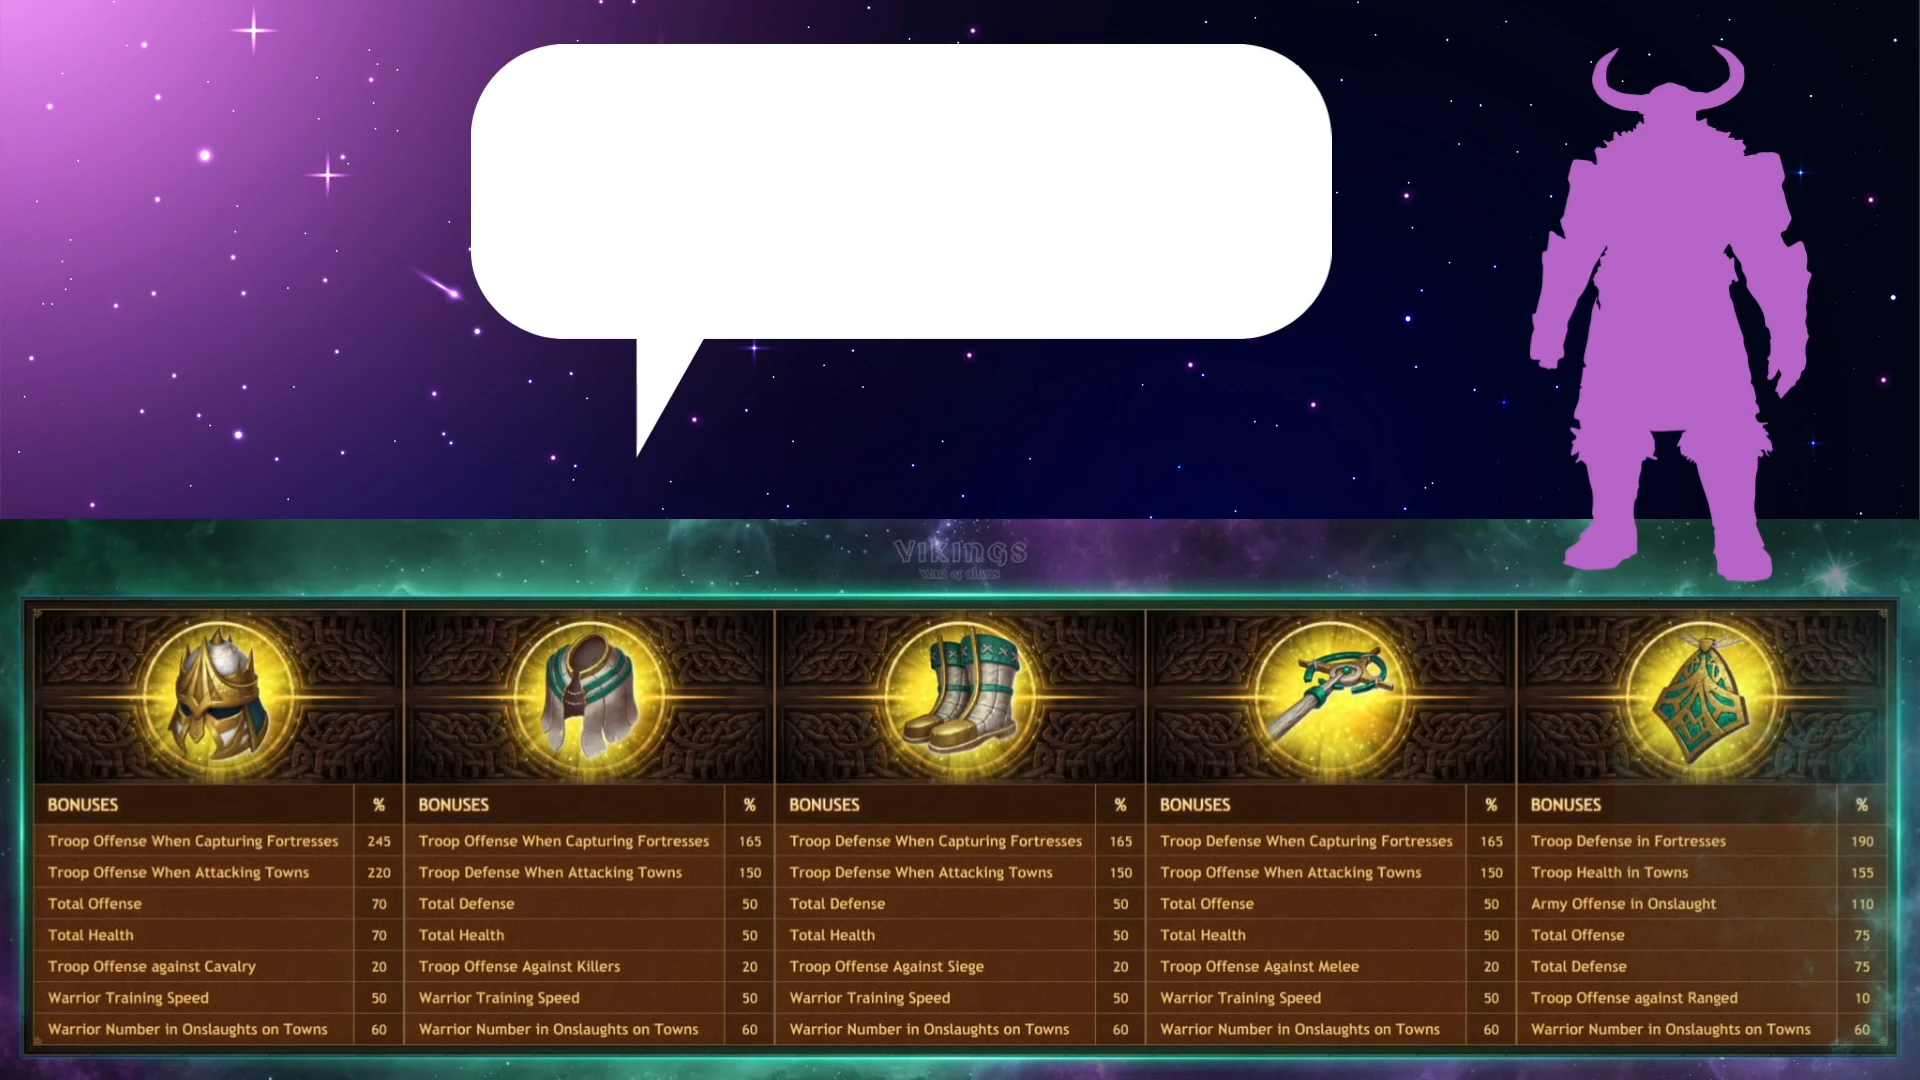 Vikings
War of Clans
BONUSES %
Troop Offense When Capturing Fortresses 245
Troop Offense When Attacking Towns 220
Total Offense 70
Total Health 70
Troop Offense against Cavalry 20
Warrior Training Speed 50
Warrior Number in Onslaughts on Towns 60
BONUSES %
Troop Offense When Capturing Fortresses 165
Troop Defense When Attacking Towns 150
Total Defense 50
Total Health 50
Troop Offense Against Killers 20
Warrior Training Speed 50
Warrior Number in Onslaughts on Towns 60
BONUSES %
Troop Defense When Capturing Fortresses 165
Troop Defense When Attacking Towns 150
Total Defense 50
Total Health 50
Troop Offense Against Siege 20
Warrior Training Speed 50
Warrior Number in Onslaughts on Towns 60
BONUSES %
Troop Defense When Capturing Fortresses 165
Troop Offense When Attacking Towns 150
Total Offense 50
Total Health 50
Troop Offense Against Melee 20
Warrior Training Speed 50
Warrior Number in Onslaughts on Towns 60
BONUSES %
Troop Defense in Fortresses 190
Troop Health in Towns 155
Army Offense in Onslaught 110
Total Offense 75
Total Defense 75
Troop Offense against Ranged 10
Warrior Number in Onslaughts on Towns 60